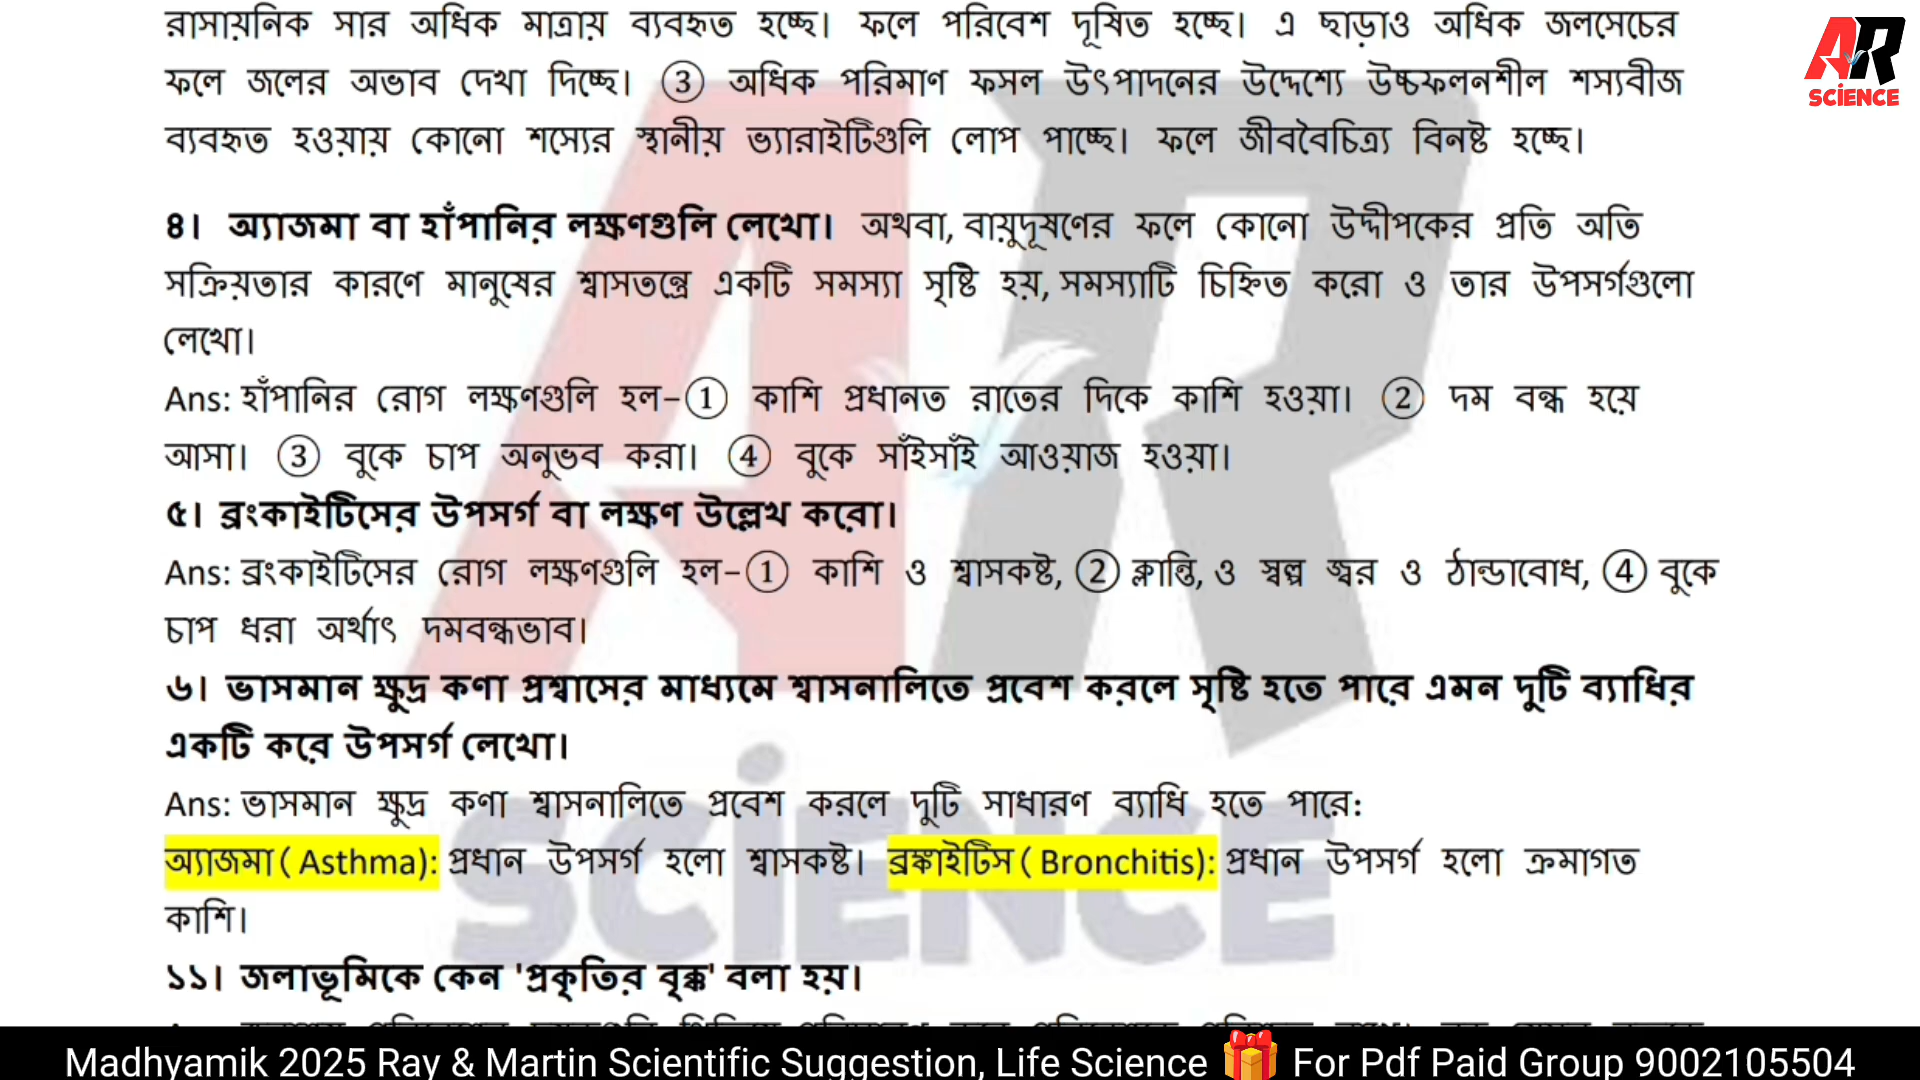 রাসায়নিক সার অধিক মাত্রায় ব্যবহৃত হচ্ছে। ফলে পরিবেশ দূষিত হচ্ছে। এ ছাড়াও অধিক জলসেচের
ফলে জলের অভাব দেখা দিচ্ছে। ③ অধিক পরিমাণ ফসল উৎপাদনের উদ্দেশ্যে উচ্চফলনশীল শস্যবীজ
ব্যবহৃত হওয়ায় কোনো শস্যের স্থানীয় ভ্যারাইটিগুলি লোপ পাচ্ছে। ফলে জীববৈচিত্র্য বিনষ্ট হচ্ছে।
AR
SCiENCE
৪। অ্যাজমা বা হাঁপানির লক্ষণগুলি লেখো। অথবা, বায়ুদূষণের ফলে কোনো উদ্দীপকের প্রতি অতি
সক্রিয়তার কারণে মানুষের শ্বাসতন্ত্রে একটি সমস্যা সৃষ্টি হয়, সমস্যাটি চিহ্নিত করো ও তার উপসর্গগুলো
লেখো।
Ans: হাঁপানির রোগ লক্ষণগুলি হল-① কাশি প্রধানত রাতের দিকে কাশি হওয়া। ② দম বন্ধ হয়ে
আসা। ③ বুকে চাপ অনুভব করা। ④ বুকে সাঁইসাঁই আওয়াজ হওয়া।
৫। ব্রংকাইটিসের উপসর্গ বা লক্ষণ উল্লেখ করো।
Ans: ব্রংকাইটিসের রোগ লক্ষণগুলি হল-① কাশি ও শ্বাসকষ্ট, ② ক্লান্তি, ও স্বল্প জ্বর ও ঠান্ডাবোধ, ④ বুকে
চাপ ধরা অর্থাৎ দমবন্ধভাব।
৬। ভাসমান ক্ষুদ্র কণা প্রশ্বাসের মাধ্যমে শ্বাসনালিতে প্রবেশ করলে সৃষ্টি হতে পারে এমন দুটি ব্যাধির
একটি করে উপসর্গ লেখো।
Ans: ভাসমান ক্ষুদ্র কণা শ্বাসনালিতে প্রবেশ করলে দুটি সাধারণ ব্যাধি হতে পারে:
অ্যাজমা ( Asthma): প্রধান উপসর্গ হলো শ্বাসকষ্ট। ব্রঙ্কাইটিস ( Bronchitis): প্রধান উপসর্গ হলো ক্রমাগত
কাশি।
১১। জলাভূমিকে কেন 'প্রকৃতির বৃক্ক' বলা হয়।
AR
SCiENCE
Madhyamik 2025 Ray & Martin Scientific Suggestion, Life Science 🎁 For Pdf Paid Group 9002105504